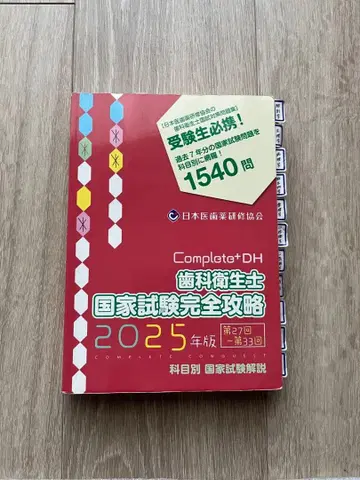 「日本医歯薬研修協会の
歯科衛生士国試対策問題集」
受験生必携!
過去7年分の国家試験問題を
科目別に網羅!
1540問
日本医歯薬研修協会
Complete+DH
歯科衛生士
国家試験完全攻略
2025年版 第27回
－第33回
COMPLETE CONQUEST
科目別 国家試験解説